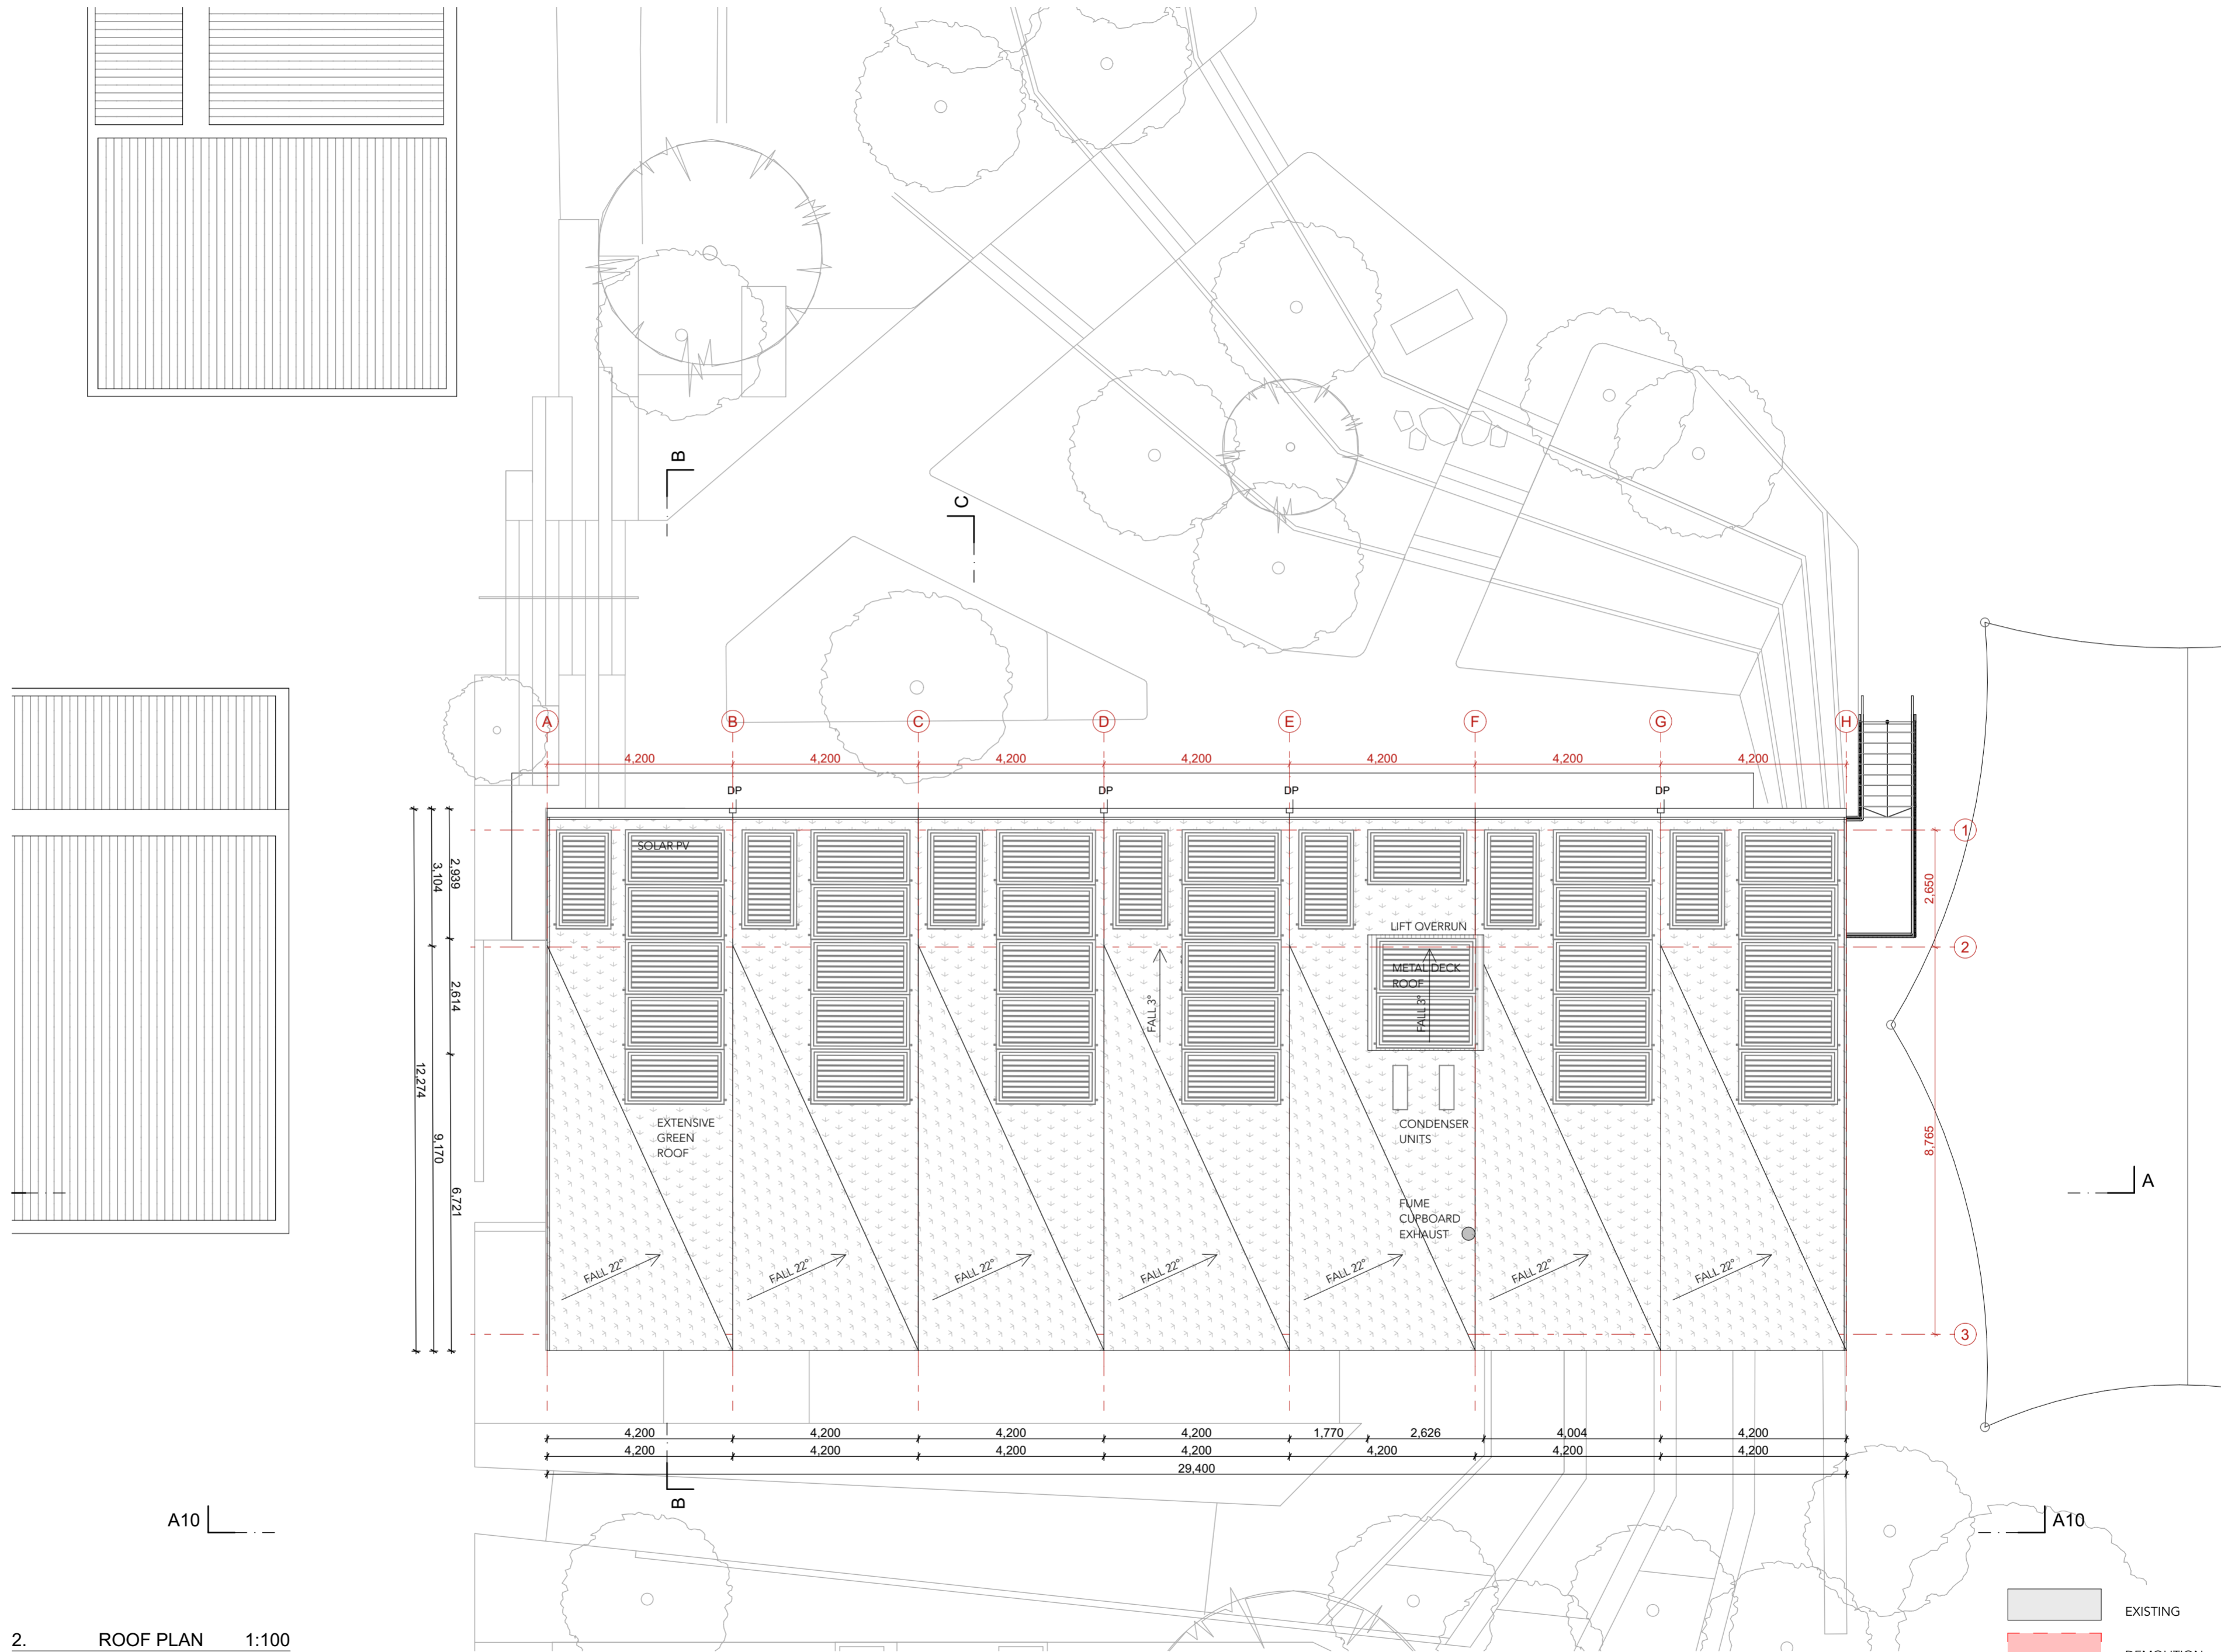 B
C
A
B
C
D
E
F
G
H
4,200
4,200
4,200
4,200
4,200
4,200
4,200
DP
DP
DP
DP
1
SOLAR PV
2,939
3,104
2,650
LIFT OVERRUN
2
METAL DECK
ROOF
FALL 3°
FALL 3°
2,614
12,274
9,170
6,721
EXTENSIVE
GREEN
ROOF
CONDENSER
UNITS
8,765
A
FUME
CUPBOARD
EXHAUST
FALL 22°
FALL 22°
FALL 22°
FALL 22°
FALL 22°
FALL 22°
FALL 22°
3
4,200
4,200
4,200
4,200
1,770
2,626
4,004
4,200
4,200
4,200
4,200
4,200
4,200
4,200
4,200
29,400
B
A10
A10
EXISTING
2. ROOF PLAN 1:100